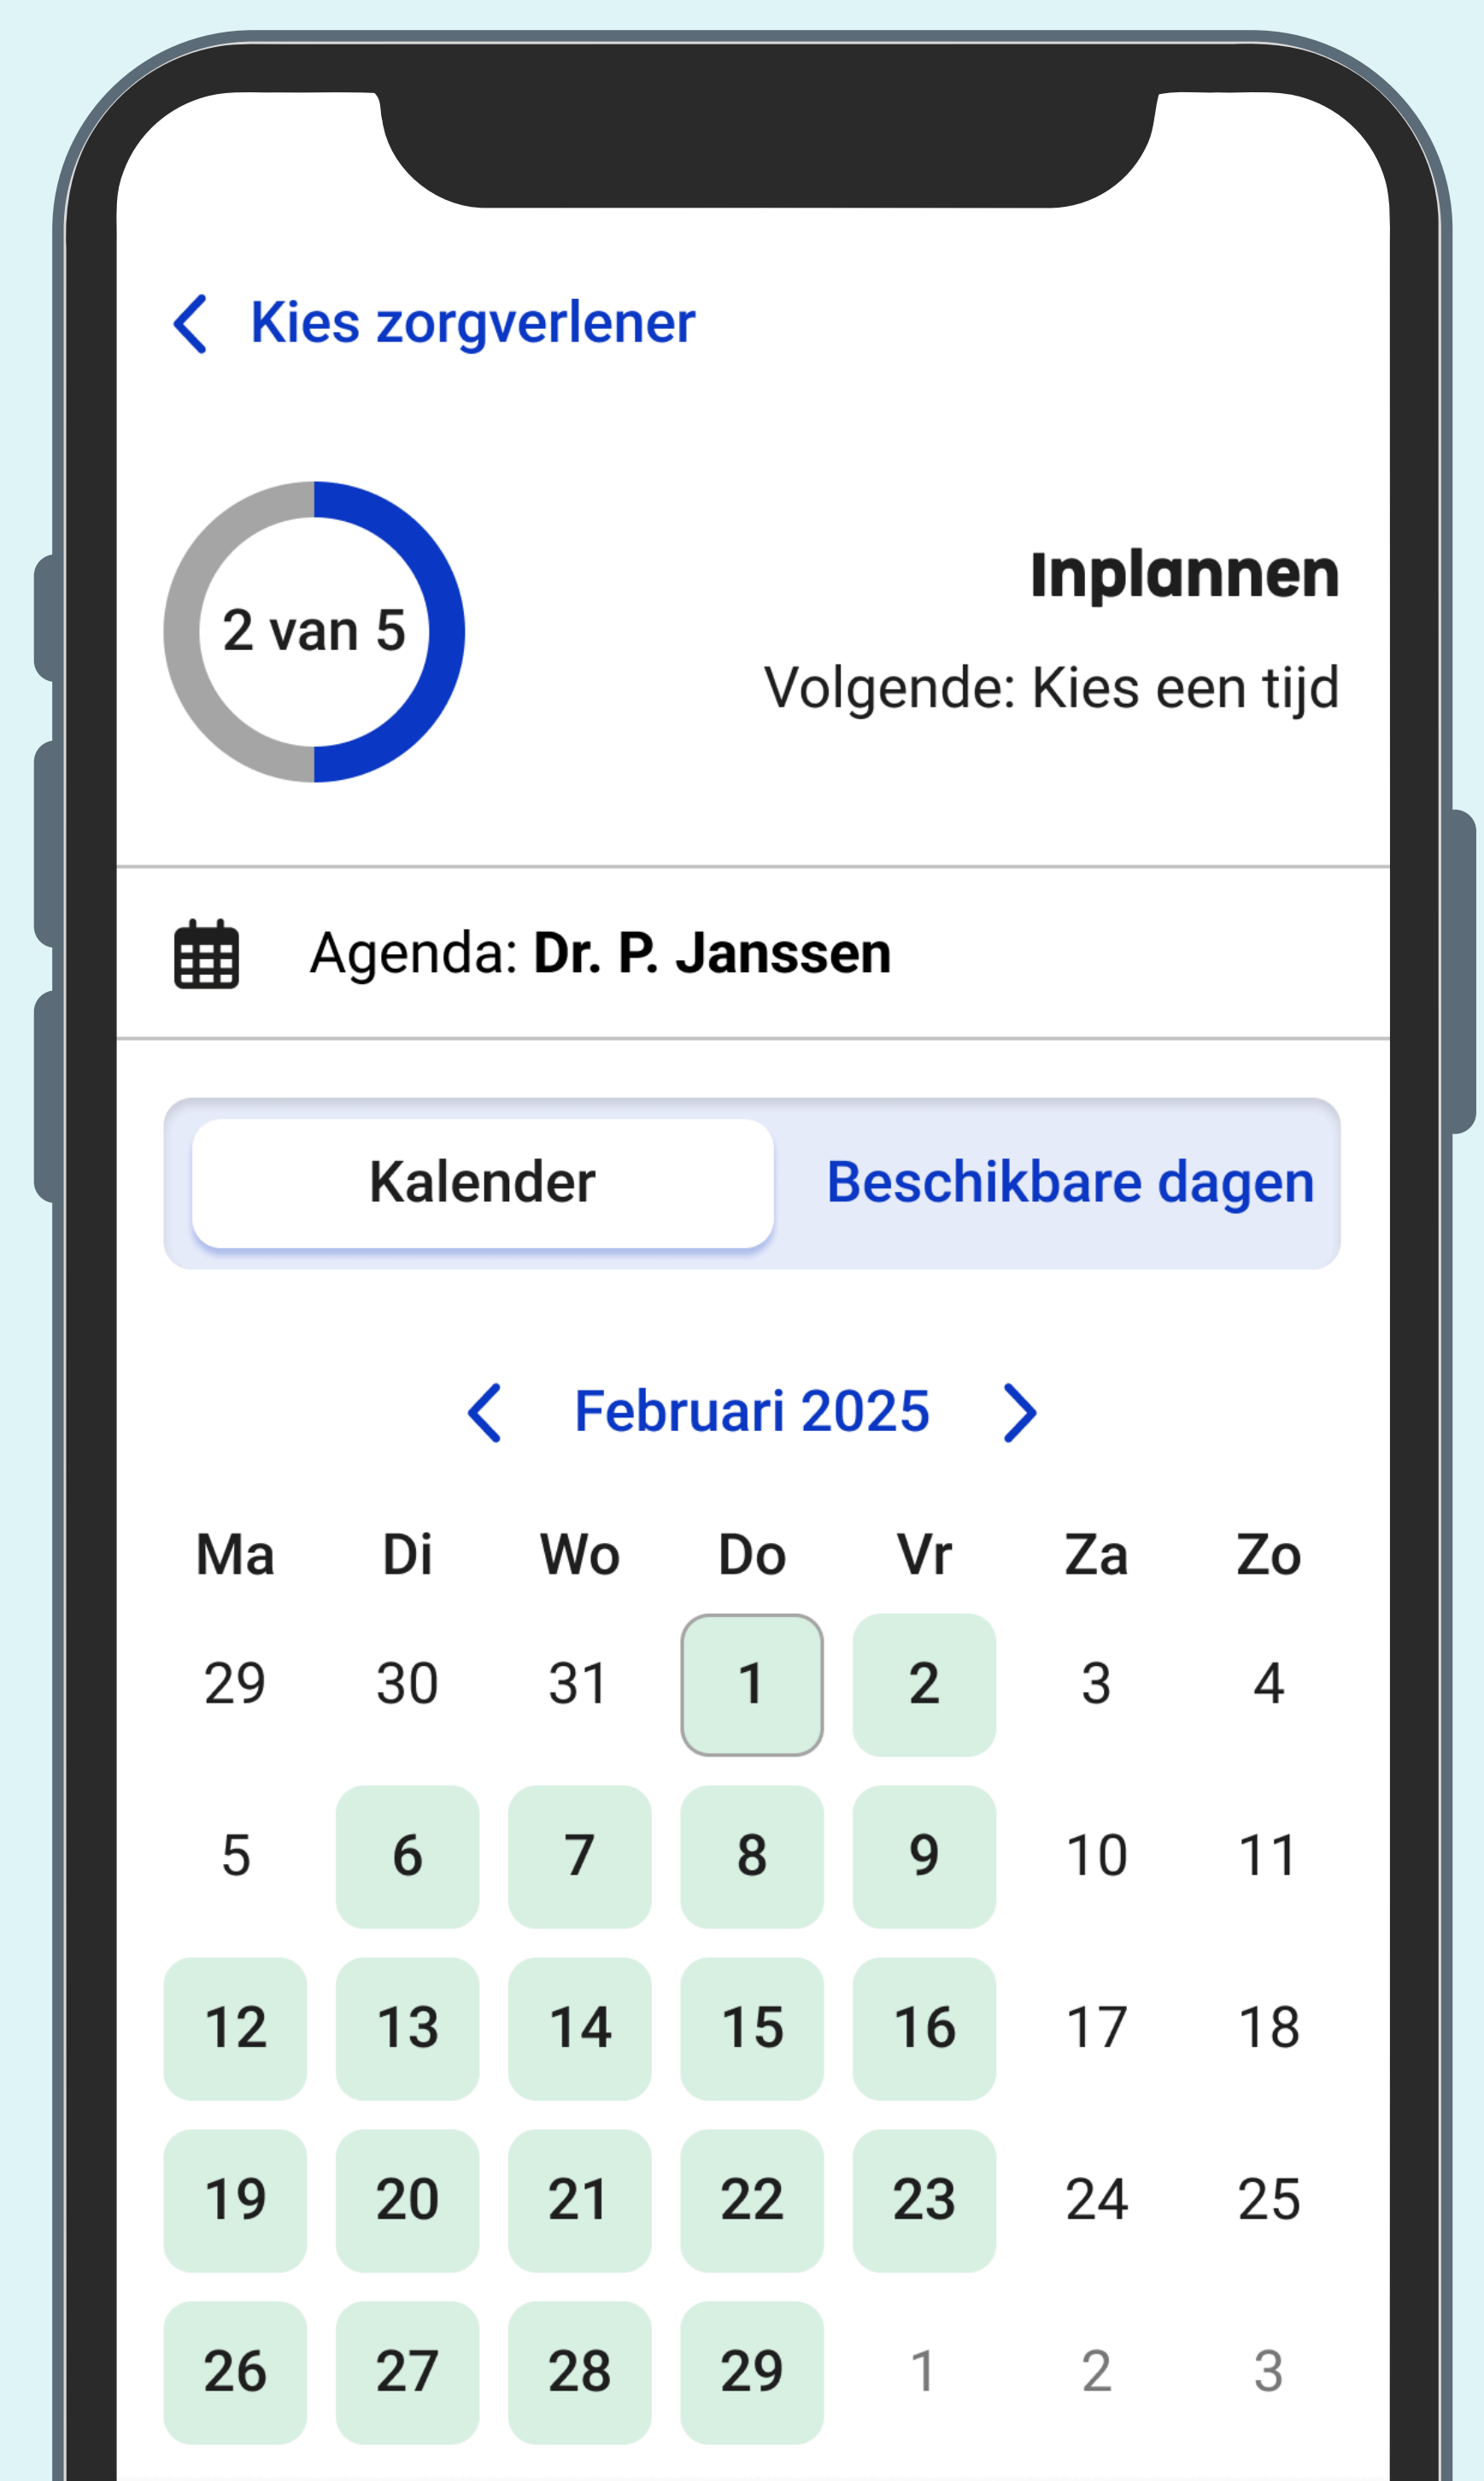 Kies zorgverlener
2 van 5
Inplannen
Volgende: Kies een tijd
Agenda: Dr. P. Janssen
Kalender Beschikbare dagen
Februari 2025
Ma Di Wo Do Vr Za Zo
29 30 31 1 2 3 4
5 6 7 8 9 10 11
12 13 14 15 16 17 18
19 20 21 22 23 24 25
26 27 28 29 1 2 3